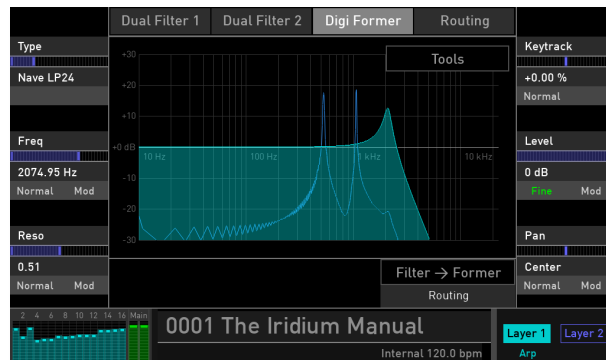 Dual Filter 1 Dual Filter 2 Digi Former Routing
Type
Nave LP24
Freq
2074.95 Hz
Normal Mod
Reso
0.51
Normal Mod
Tools
+30
+20
+10
+0 dB
-10
-20
-30
10 Hz 100 Hz 1 kHz 10 kHz
Filter → Former
Routing
Keytrack
+0.00 %
Normal
Level
0 dB
Fine Mod
Pan
Center
Normal Mod
2 4 6 8 10 12 14 16 Main
0001 The Iridium Manual
Internal 120.0 bpm
Layer 1 Layer 2
Arp